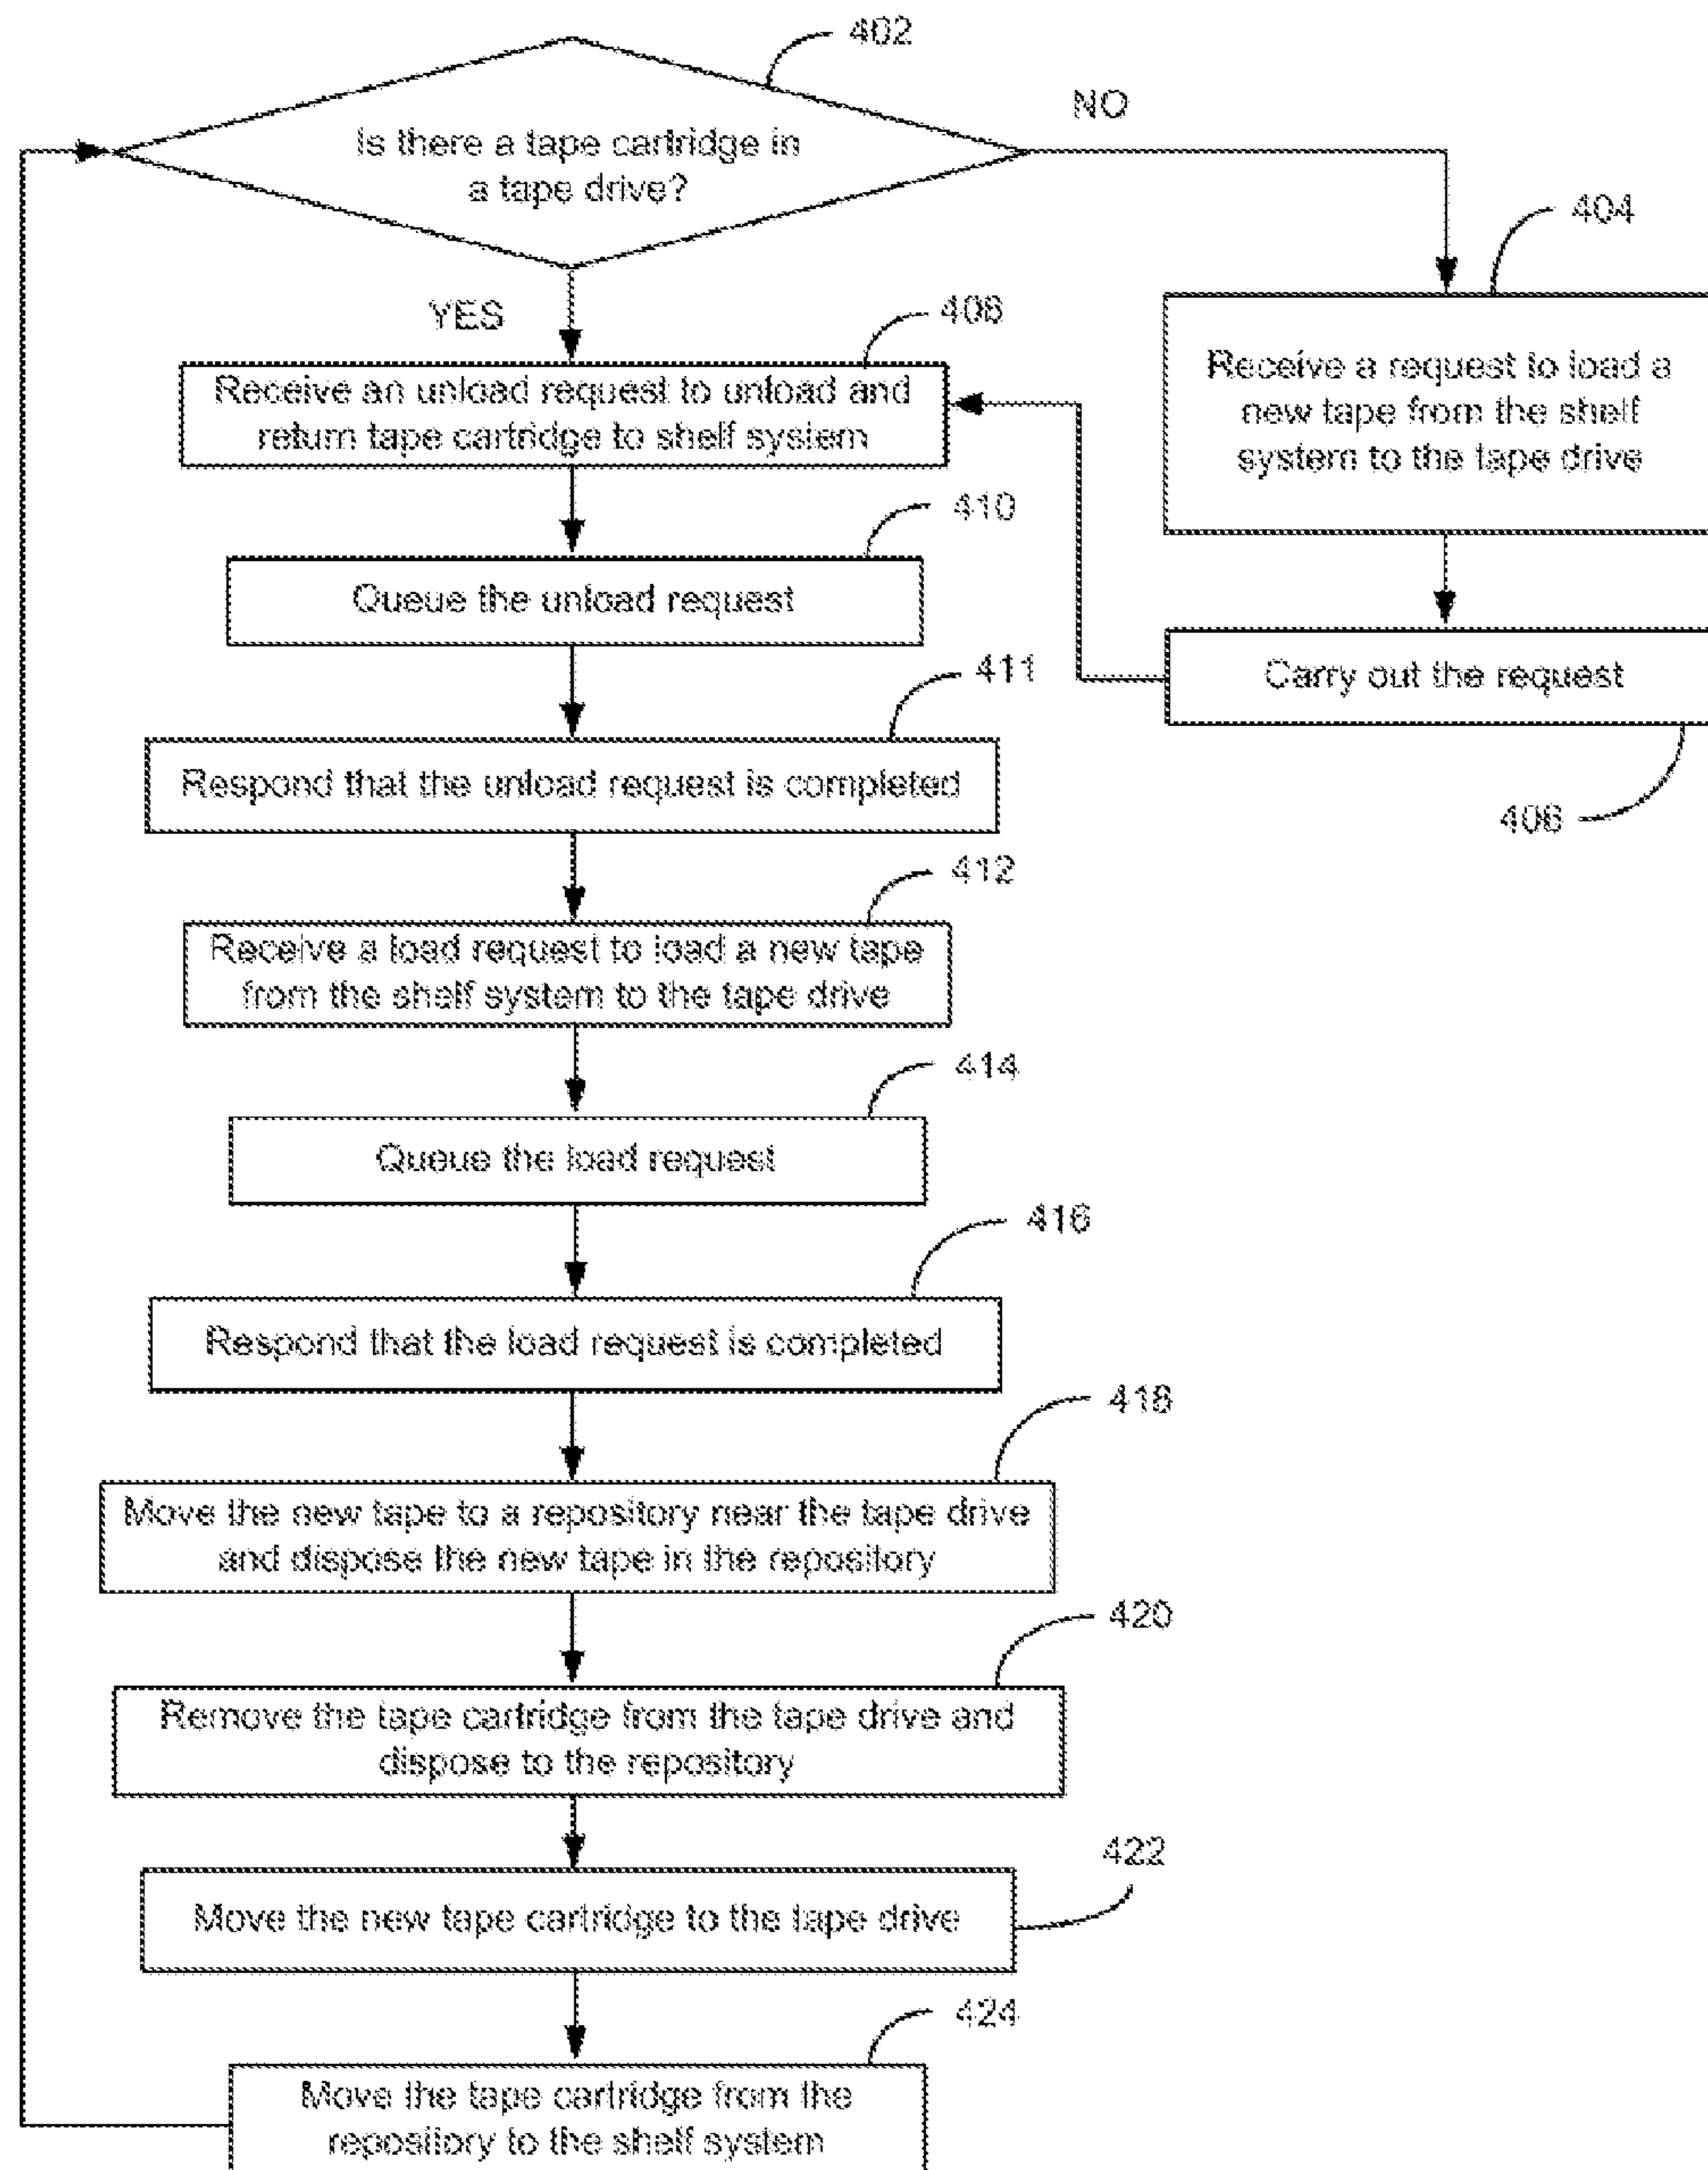 402
NO
Is there a tape cartridge in
a tape drive?
404
YES
408
Receive an unload request to unload and
return tape cartridge to shelf system
Receive a request to load a
new tape from the shelf
system to the tape drive
410
Queue the unload request
Carry out the request
406
411
Respond that the unload request is completed
412
Receive a load request to load a new tape
from the shelf system to the tape drive
414
Queue the load request
416
Respond that the load request is completed
418
Move the new tape to a repository near the tape drive
and dispose the new tape in the repository
420
Remove the tape cartridge from the tape drive and
dispose to the repository
422
Move the new tape cartridge to the tape drive
424
Move the tape cartridge from the
repository to the shelf system